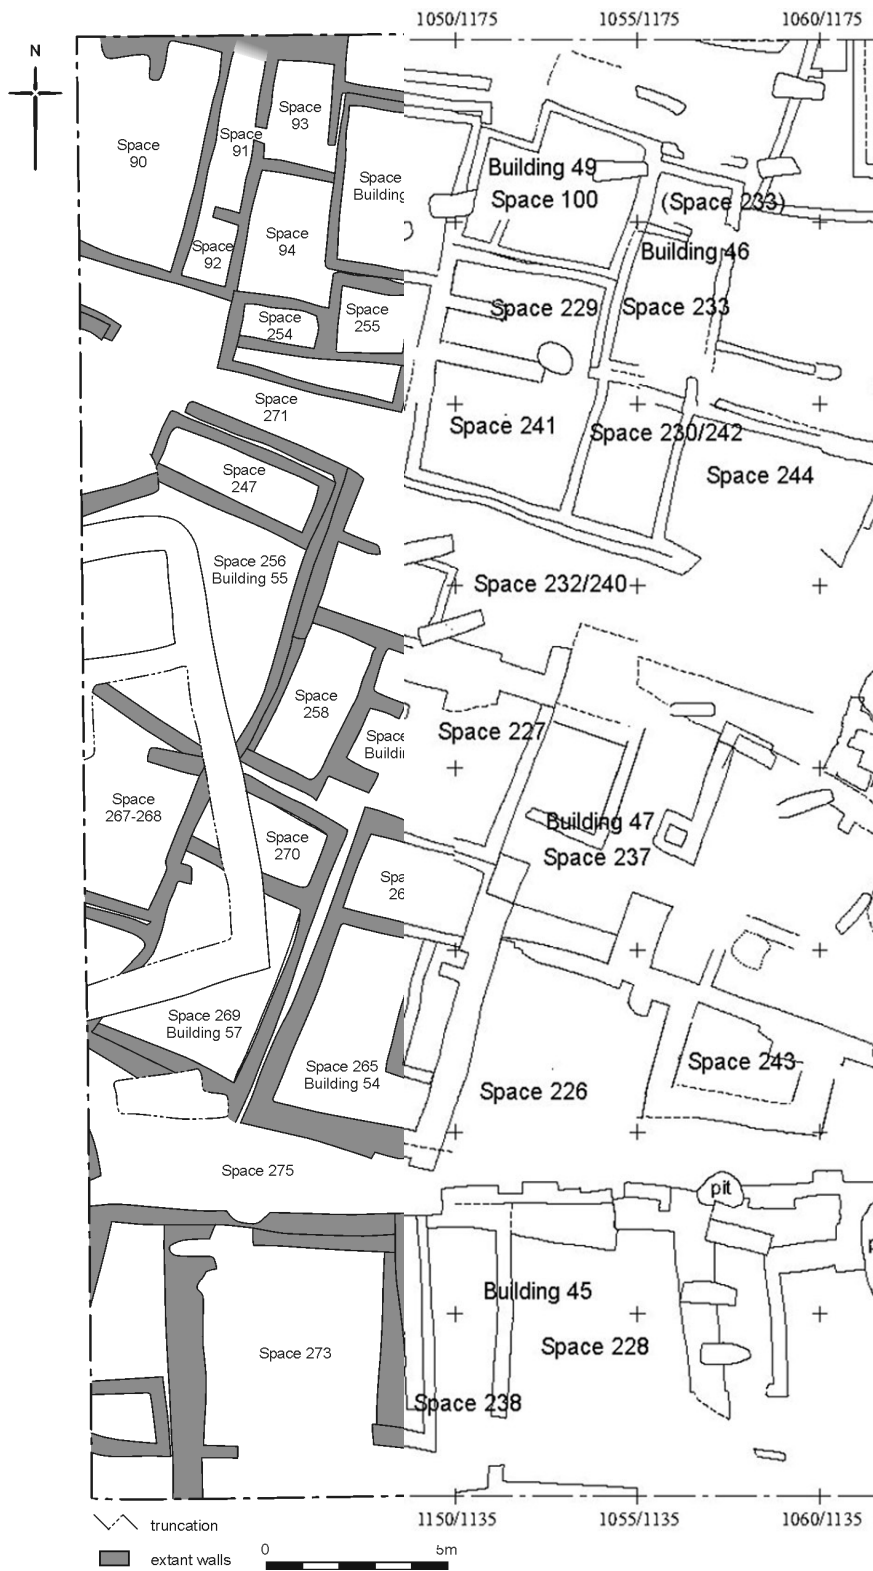 1050/1175
1055/1175
1060/1175
N
Space
93
Space
91
Space
90
Building 49
Space
Building
Space 100
(Space 233)
Space
94
Space
92
Building 46
Space 229
Space 233
Space
254
Space
255
Space
271
Space 241
Space 230/242
Space
247
Space 244
Space 256
Building 55
Space 232/240
Space
258
Space 227
Space
Buildin
Space
267-268
Building 47
Space
270
Space 237
Spa
26
Space 269
Building 57
Space 265
Building 54
Space 243
Space 226
Space 275
pit
p
Building 45
Space 273
Space 228
Space 238
1150/1135
1055/1135
1060/1135
truncation
extant walls
0
5m